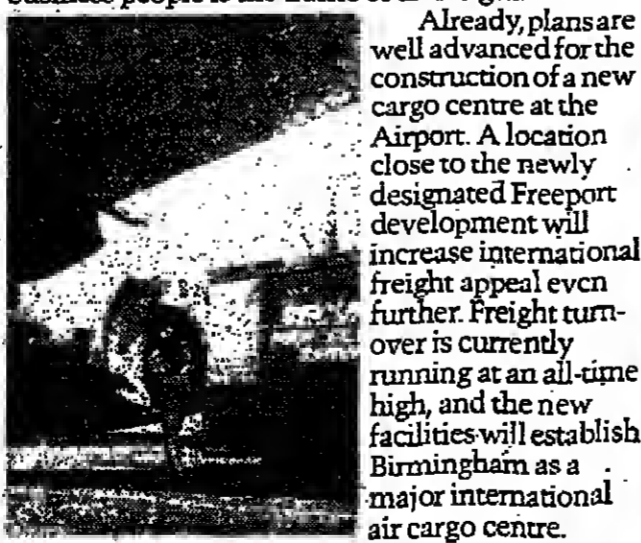 Already, plans are
well advanced for the
construction of a new
cargo centre at the
Airport. A location
close to the newly
designated Freeport
development will
increase international
freight appeal even
further. Freight turn-
over is currently
running at an all-time
high, and the new
facilities will establish
Birmingham as a
major international
air cargo centre.